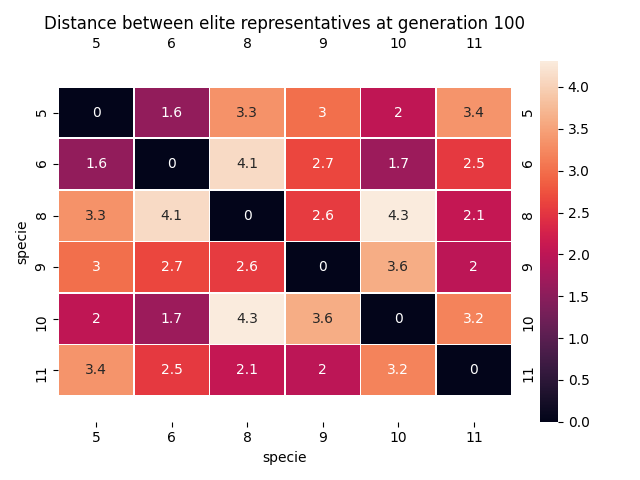 Distance between elite representatives at generation 100
5 6 8 9 10 11
5 0 1.6 3.3 3 2 3.4 5
6 1.6 0 4.1 2.7 1.7 2.5 6
8 3.3 4.1 0 2.6 4.3 2.1 8
9 3 2.7 2.6 0 3.6 2 9
10 2 1.7 4.3 3.6 0 3.2 10
11 3.4 2.5 2.1 2 3.2 0 11
5 6 8 9 10 11
specie
specie
4.0
3.5
3.0
2.5
2.0
1.5
1.0
0.5
0.0